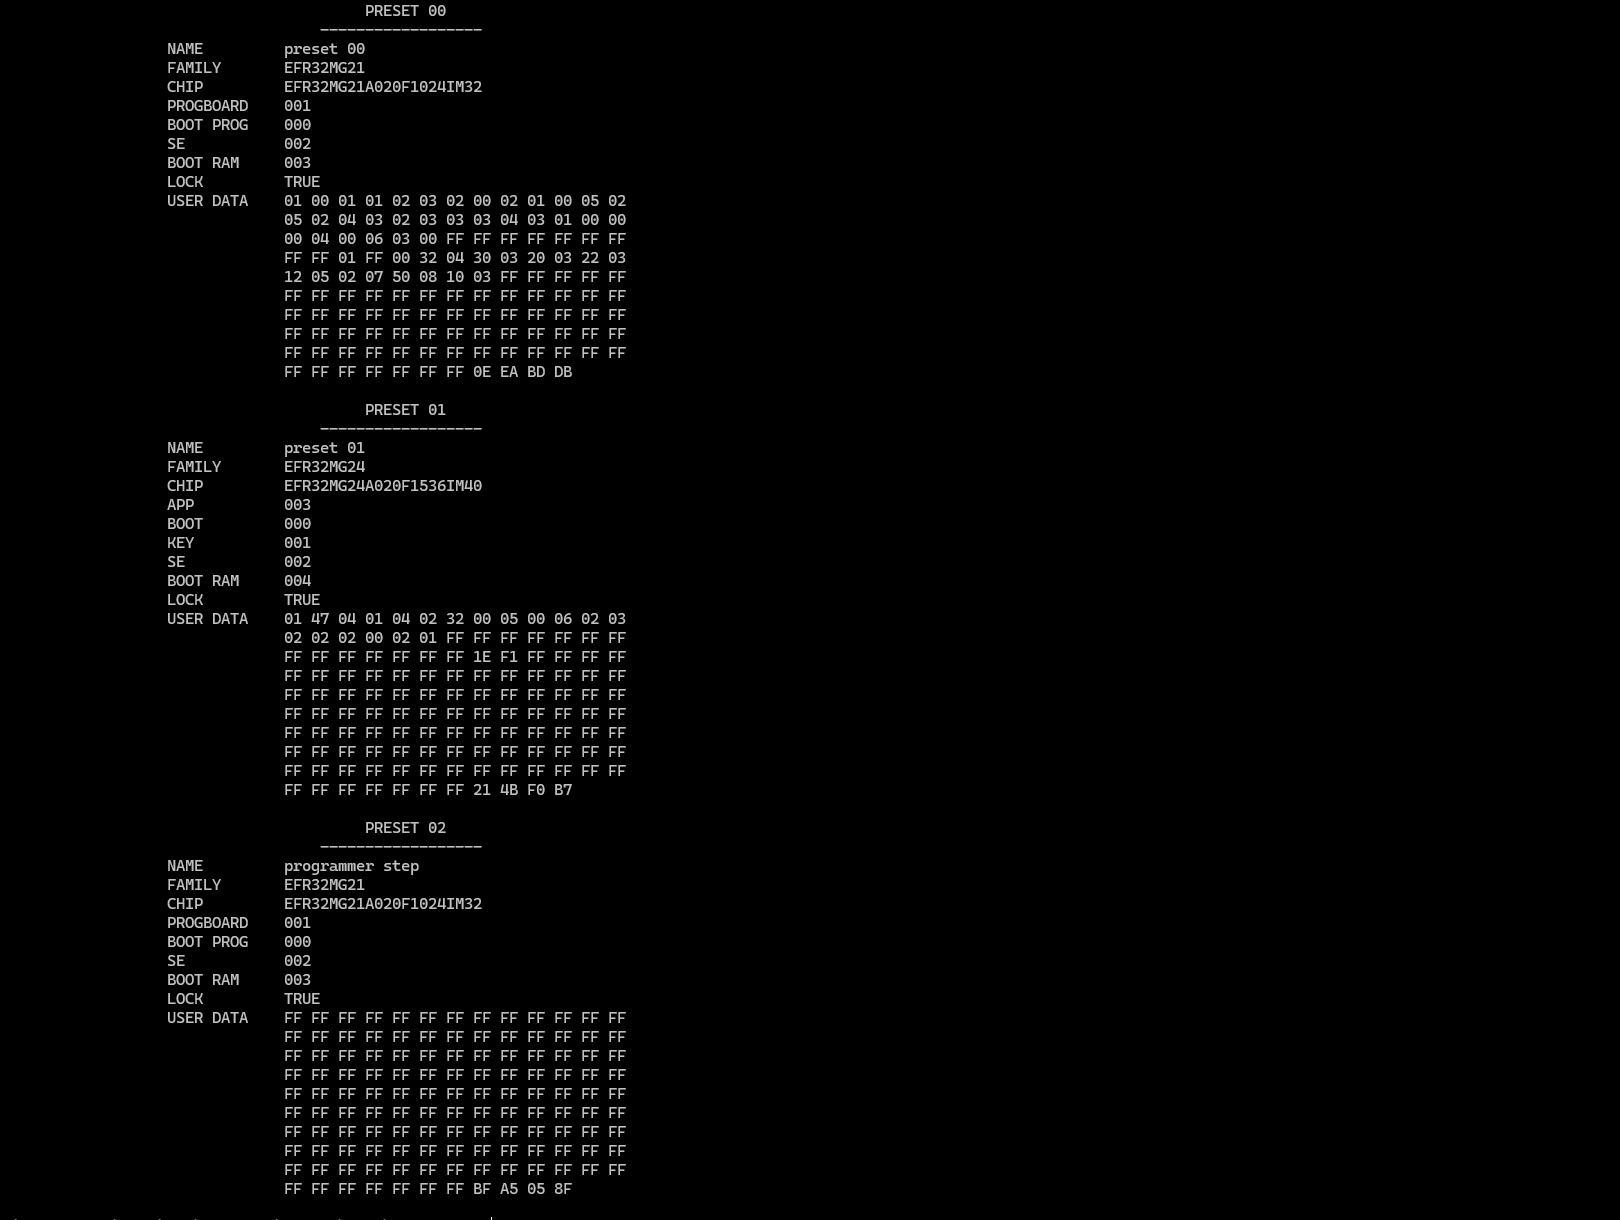 PRESET 00
------------------
NAME preset 00
FAMILY EFR32MG21
CHIP EFR32MG21A020F1024IM32
PROGBOARD 001
BOOT PROG 000
SE 002
BOOT RAM 003
LOCK TRUE
USER DATA 01 00 01 01 02 03 02 00 02 01 00 05 02
05 02 04 03 02 03 03 03 04 03 01 00 00
00 04 00 06 03 00 FF FF FF FF FF FF FF
FF FF 01 FF 00 32 04 30 03 20 03 22 03
12 05 02 07 50 08 10 03 FF FF FF FF FF
FF FF FF FF FF FF FF FF FF FF FF FF FF
FF FF FF FF FF FF FF FF FF FF FF FF FF
FF FF FF FF FF FF FF FF FF FF FF FF FF
FF FF FF FF FF FF FF FF FF FF FF FF FF
FF FF FF FF FF FF FF 0E EA BD DB
PRESET 01
------------------
NAME preset 01
FAMILY EFR32MG24
CHIP EFR32MG24A020F1536IM40
APP 003
BOOT 000
KEY 001
SE 002
BOOT RAM 004
LOCK TRUE
USER DATA 01 47 04 01 04 02 32 00 05 00 06 02 03
02 02 02 00 02 01 FF FF FF FF FF FF FF
FF FF FF FF FF FF FF 1E F1 FF FF FF FF
FF FF FF FF FF FF FF FF FF FF FF FF FF
FF FF FF FF FF FF FF FF FF FF FF FF FF
FF FF FF FF FF FF FF FF FF FF FF FF FF
FF FF FF FF FF FF FF FF FF FF FF FF FF
FF FF FF FF FF FF FF FF FF FF FF FF FF
FF FF FF FF FF FF FF FF FF FF FF FF FF
FF FF FF FF FF FF FF 21 4B F0 B7
PRESET 02
------------------
NAME programmer step
FAMILY EFR32MG21
CHIP EFR32MG21A020F1024IM32
PROGBOARD 001
BOOT PROG 000
SE 002
BOOT RAM 003
LOCK TRUE
USER DATA FF FF FF FF FF FF FF FF FF FF FF FF FF
FF FF FF FF FF FF FF FF FF FF FF FF FF
FF FF FF FF FF FF FF FF FF FF FF FF FF
FF FF FF FF FF FF FF FF FF FF FF FF FF
FF FF FF FF FF FF FF FF FF FF FF FF FF
FF FF FF FF FF FF FF FF FF FF FF FF FF
FF FF FF FF FF FF FF FF FF FF FF FF FF
FF FF FF FF FF FF FF FF FF FF FF FF FF
FF FF FF FF FF FF FF FF FF FF FF FF FF
FF FF FF FF FF FF FF BF A5 05 8F